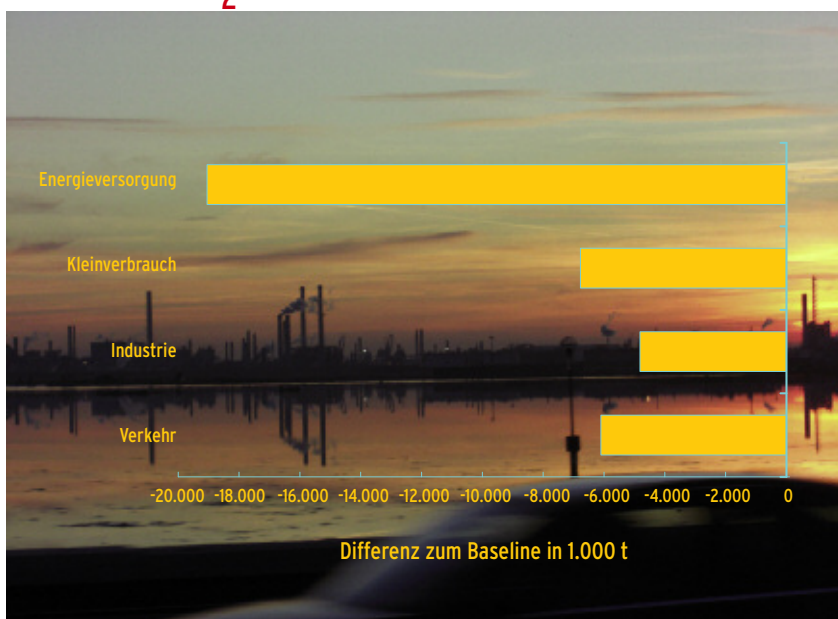 2
Energieversorgung
Kleinverbrauch
Industrie
Verkehr
-20.000 -18.000 -16.000 -14.000 -12.000 -10.000 -8.000 -6.000 -4.000 -2.000 0
Differenz zum Baseline in 1.000 t